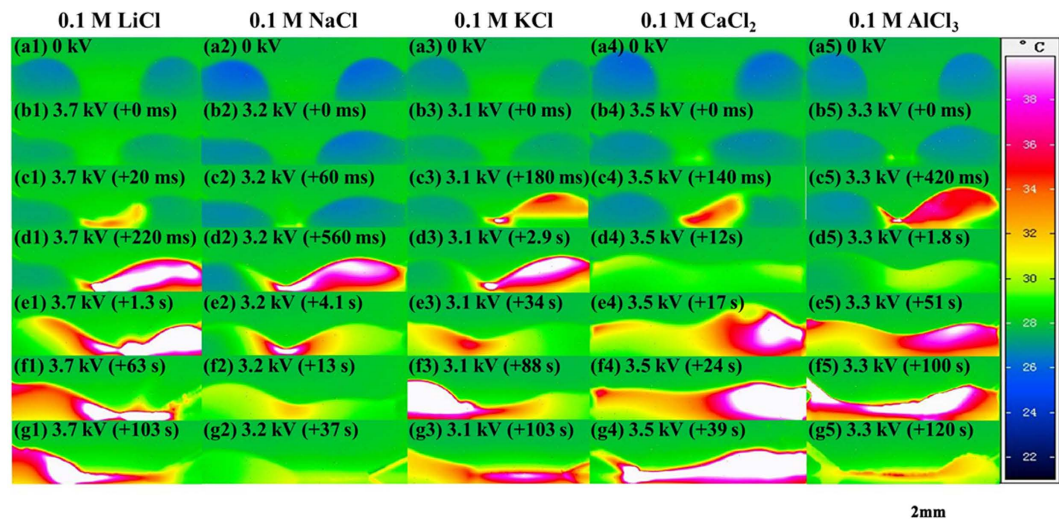 0.1 M LiCl 0.1 M NaCl 0.1 M KCl 0.1 M CaCl₂ 0.1 M AlCl₃
(a1) 0 kV (a2) 0 kV (a3) 0 kV (a4) 0 kV (a5) 0 kV ° C
(b1) 3.7 kV (+0 ms) (b2) 3.2 kV (+0 ms) (b3) 3.1 kV (+0 ms) (b4) 3.5 kV (+0 ms) (b5) 3.3 kV (+0 ms)
(c1) 3.7 kV (+20 ms) (c2) 3.2 kV (+60 ms) (c3) 3.1 kV (+180 ms) (c4) 3.5 kV (+140 ms) (c5) 3.3 kV (+420 ms)
(d1) 3.7 kV (+220 ms) (d2) 3.2 kV (+560 ms) (d3) 3.1 kV (+2.9 s) (d4) 3.5 kV (+12s) (d5) 3.3 kV (+1.8 s)
(e1) 3.7 kV (+1.3 s) (e2) 3.2 kV (+4.1 s) (e3) 3.1 kV (+34 s) (e4) 3.5 kV (+17 s) (e5) 3.3 kV (+51 s)
(f1) 3.7 kV (+63 s) (f2) 3.2 kV (+13 s) (f3) 3.1 kV (+88 s) (f4) 3.5 kV (+24 s) (f5) 3.3 kV (+100 s)
(g1) 3.7 kV (+103 s) (g2) 3.2 kV (+37 s) (g3) 3.1 kV (+103 s) (g4) 3.5 kV (+39 s) (g5) 3.3 kV (+120 s)
38
36
34
32
30
28
26
24
22
2mm